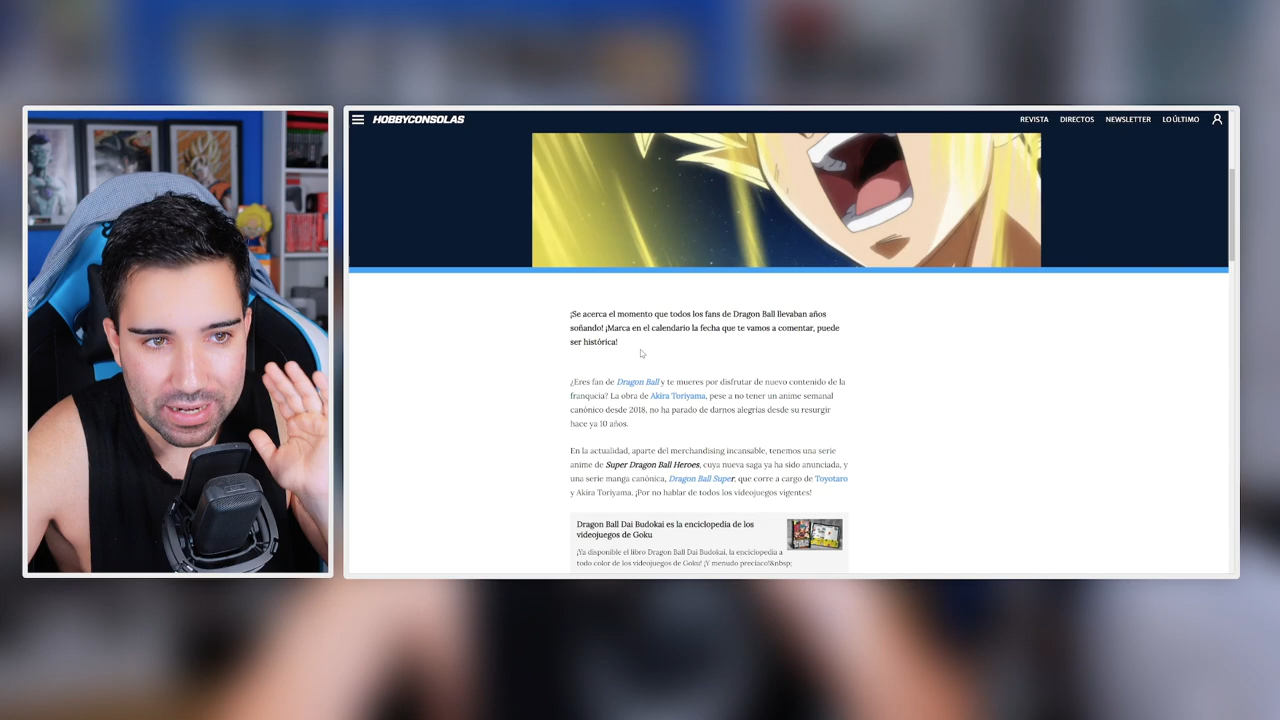 HOBBYCONSOLAS
REVISTA DIRECTOS NEWSLETTER LO ÚLTIMO
¡Se acerca el momento que todos los fans de Dragon Ball llevaban años
soñando! ¡Marca en el calendario la fecha que te vamos a comentar, puede
ser histórica!
¿Eres fan de Dragon Ball y te mueres por disfrutar de nuevo contenido de la
franquicia? La obra de Akira Toriyama, pese a no tener un anime semanal
canónico desde 2018, no ha parado de darnos alegrías desde su resurgir
hace ya 10 años.
En la actualidad, aparte del merchandising incansable, tenemos una serie
anime de Super Dragon Ball Heroes, cuya nueva saga ya ha sido anunciada, y
una serie manga canónica, Dragon Ball Super, que corre a cargo de Toyotaro
y Akira Toriyama, ¡Por no hablar de todos los videojuegos vigentes!
Dragon Ball Dai Budokai es la enciclopedia de los
videojuegos de Goku
¡Ya disponible el libro Dragon Ball Dai Budokai, la enciclopedia a
todo color de los videojuegos de Goku! ¡Y menudo preciaco!&nbsp;